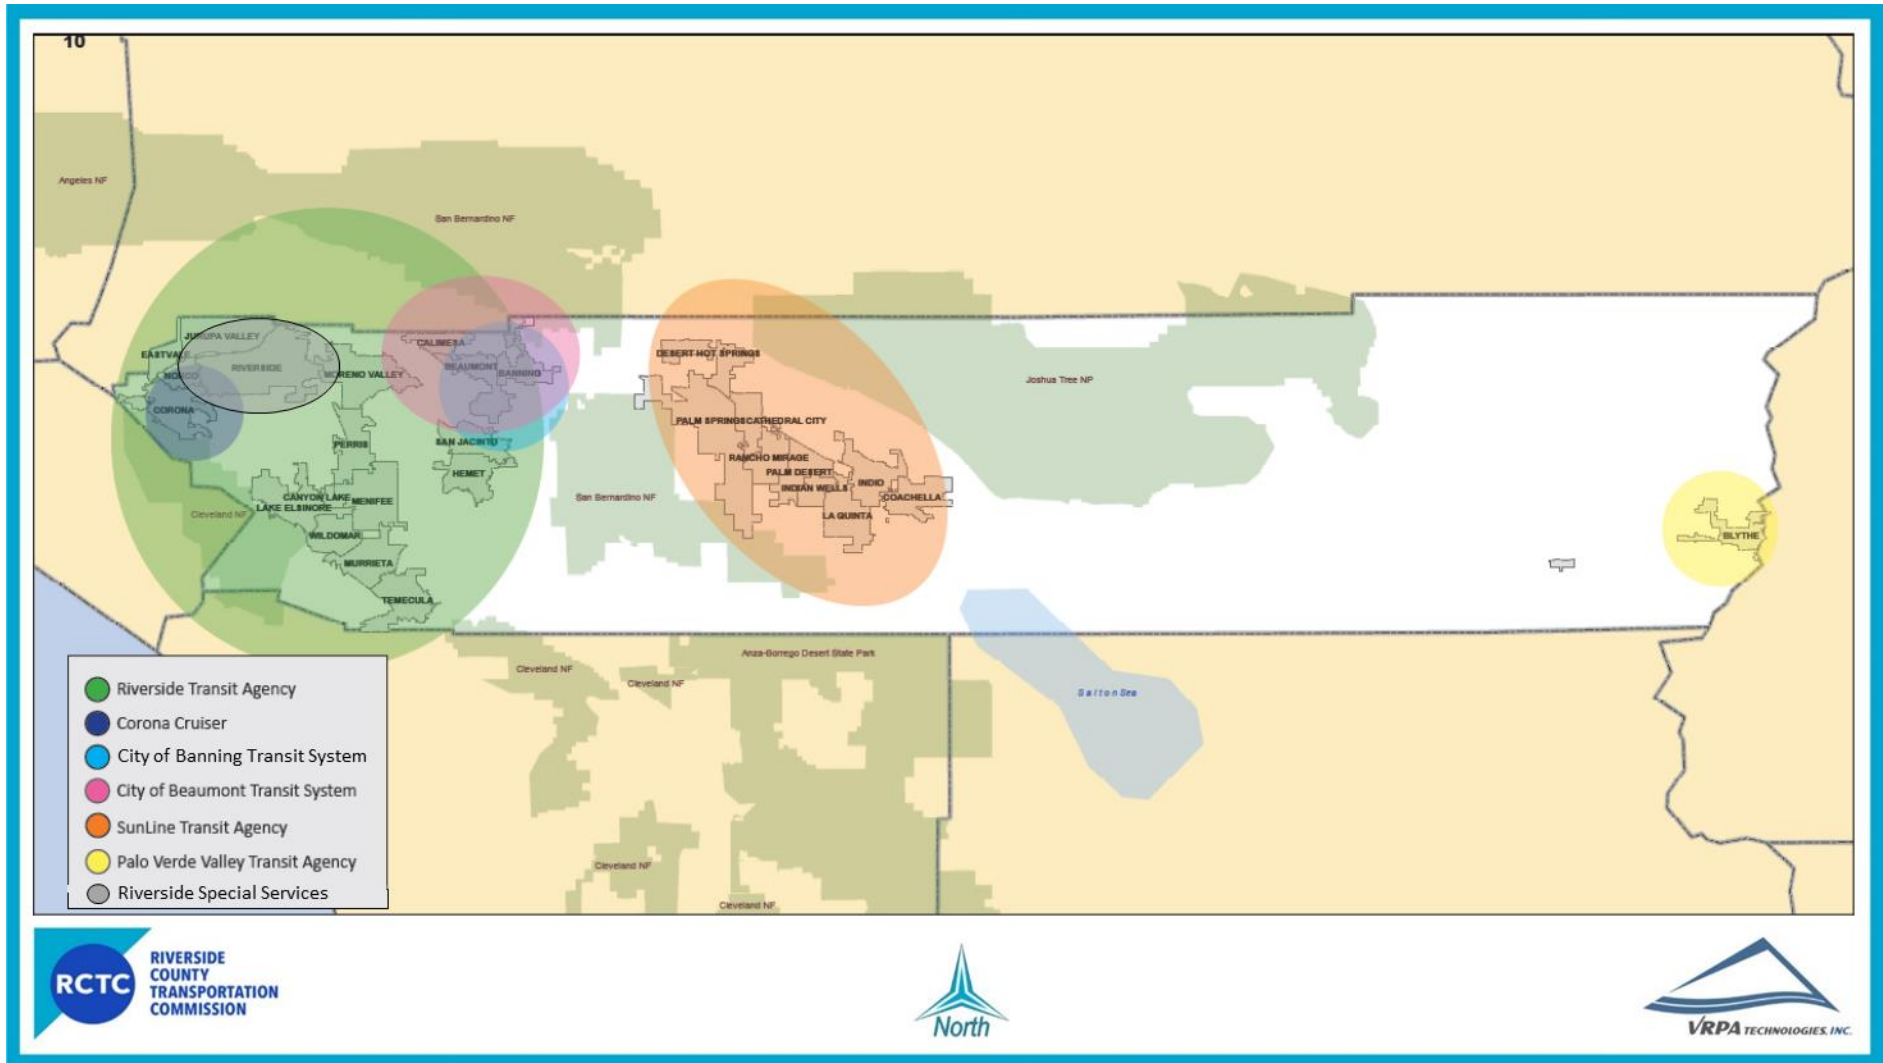 10
Angeles NF
San Bernardino NF
JURUPA VALLEY
CALIMESA
EASTVALE
RIVERSIDE
BEAUMONT
DESERT HOT SPRINGS
NORCO
MORENO VALLEY
BANNING
Joshua Tree NP
CORONA
PALM SPRINGS
CATHEDRAL CITY
PERRIS
SAN JACINTO
RANCHO MIRAGE
HEMET
PALM DESERT
INDIO
INDIAN WELLS
CANYON LAKE
MENIFEE
San Bernardino NF
COACHELLA
LAKE ELSINORE
Cleveland NF
LA QUINTA
WILDOMAR
BLYTHE
MURRIETA
TEMECULA
Anza-Borrego Desert State Park
Cleveland NF
Cleveland NF
Salton Sea
Cleveland NF
Cleveland NF
Riverside Transit Agency
Corona Cruiser
City of Banning Transit System
City of Beaumont Transit System
SunLine Transit Agency
Palo Verde Valley Transit Agency
Riverside Special Services
RCTC
RIVERSIDE
COUNTY
TRANSPORTATION
COMMISSION
North
VRPA TECHNOLOGIES, INC.